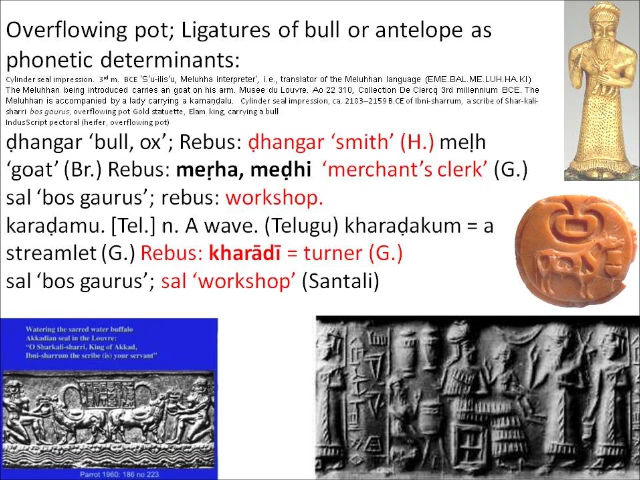 Overflowing pot; Ligatures of bull or antelope as
phonetic determinants:
Cylinder seal impression. 3rd m. BCE 'S'u-ilis'u, Meluhha interpreter', i.e., translator of the Meluhhan language (EME.BAL.ME.LUH.HA.KI)
The Meluhhan being introduced carries an goat on his arm. Musee du Louvre. Ao 22 310, Collection De Clercq 3rd millennium BCE. The
Meluhhan is accompanied by a lady carrying a kamaṇḍalu. Cylinder seal impression, ca. 2183–2159 B.CE of Ibni-sharrum, a scribe of Shar-kali-
sharri bos gaurus, overflowing pot Gold statuette, Elam king, carrying a bull
IndusScript pectoral (heifer, overflowing pot)
ḍhangar 'bull, ox'; Rebus: ḍhangar 'smith' (H.) meḷh
'goat' (Br.) Rebus: meṛha, meḍhi 'merchant's clerk' (G.)
sal 'bos gaurus'; rebus: workshop.
karaḍamu. [Tel.] n. A wave. (Telugu) kharaḍakum = a
streamlet (G.) Rebus: kharādī = turner (G.)
sal 'bos gaurus'; sal 'workshop' (Santali)
Watering the sacred water buffalo
Akkadian seal in the Louvre:
"O Sharkali-sharri, King of Akkad,
Ibni-sharrum the scribe (is) your servant"
Parrot 1960: 186 no 223